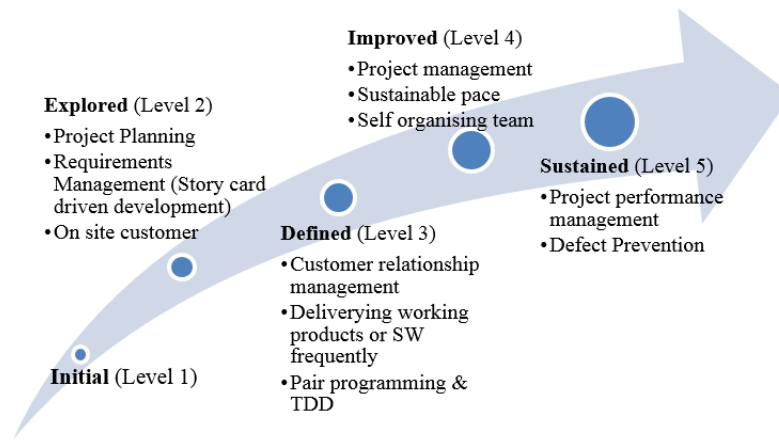 Improved (Level 4)
•Project management
•Sustainable pace
•Self organising team
Explored (Level 2)
•Project Planning
•Requirements
Management (Story card
driven development)
•On site customer
Sustained (Level 5)
•Project performance
management
•Defect Prevention
Defined (Level 3)
•Customer relationship
management
•Deliverying working
products or SW
frequently
•Pair programming &
TDD
Initial (Level 1)